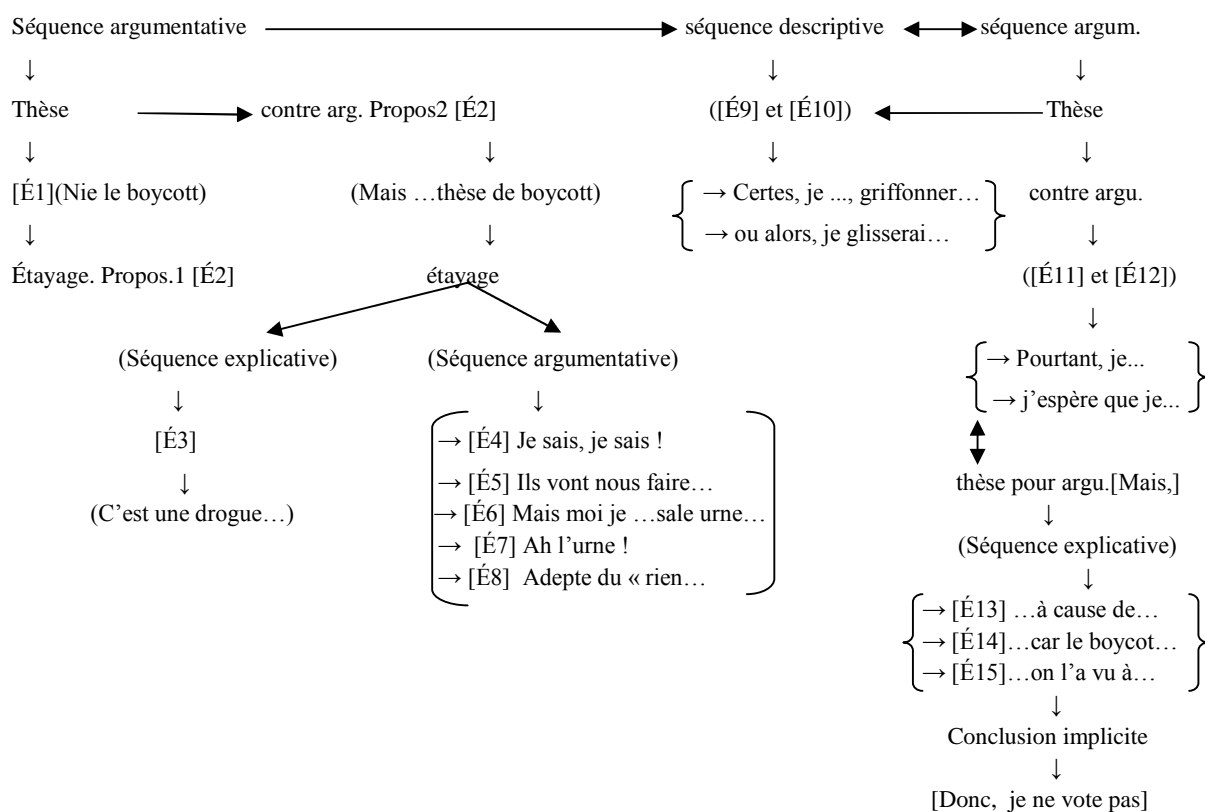 Séquence argumentative → séquence descriptive ↔ séquence argum.
↓ ↓ ↓
Thèse → contre arg. Propos2 [É2] ([É9] et [É10]) ← Thèse
↓ ↓ ↓ ↓
[É1](Nie le boycott) (Mais …thèse de boycott) → Certes, je ..., griffonner… contre argu.
→ ou alors, je glisserai…
↓ ↓ ↓
Étayage. Propos.1 [É2] étayage ([É11] et [É12])
↓
(Séquence explicative) (Séquence argumentative) → Pourtant, je...
→ j’espère que je...
↓ ↓
[É3] → [É4] Je sais, je sais !
↓ → [É5] Ils vont nous faire… thèse pour argu.[Mais,]
(C’est une drogue…) → [É6] Mais moi je …sale urne… ↓
→ [É7] Ah l’urne ! (Séquence explicative)
→ [É8] Adepte du « rien… ↓
→ [É13] …à cause de…
→ [É14]…car le boycot…
→ [É15]…on l’a vu à…
↓
Conclusion implicite
↓
[Donc, je ne vote pas]